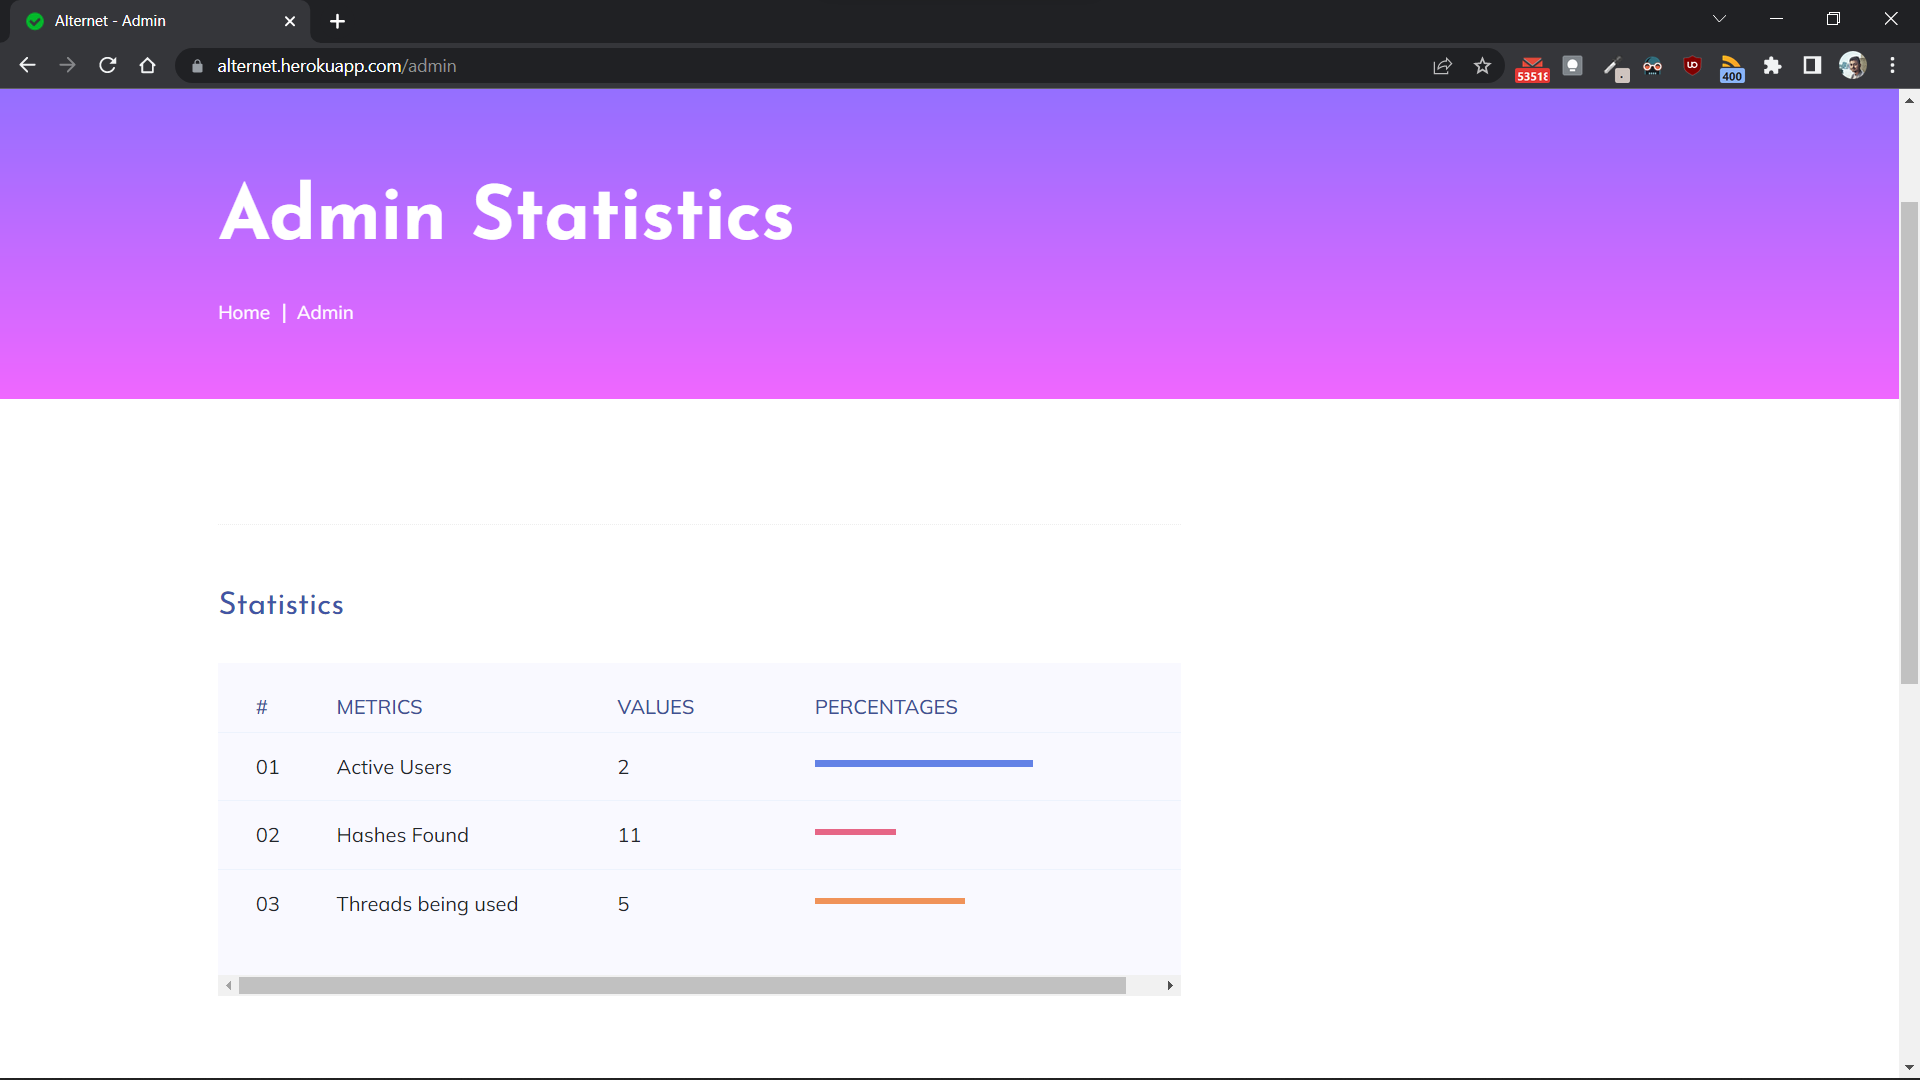 Alternet - Admin
alternet.herokuapp.com/admin
53518
400
Admin Statistics
Home | Admin
Statistics
# METRICS VALUES PERCENTAGES
01 Active Users 2
02 Hashes Found 11
03 Threads being used 5